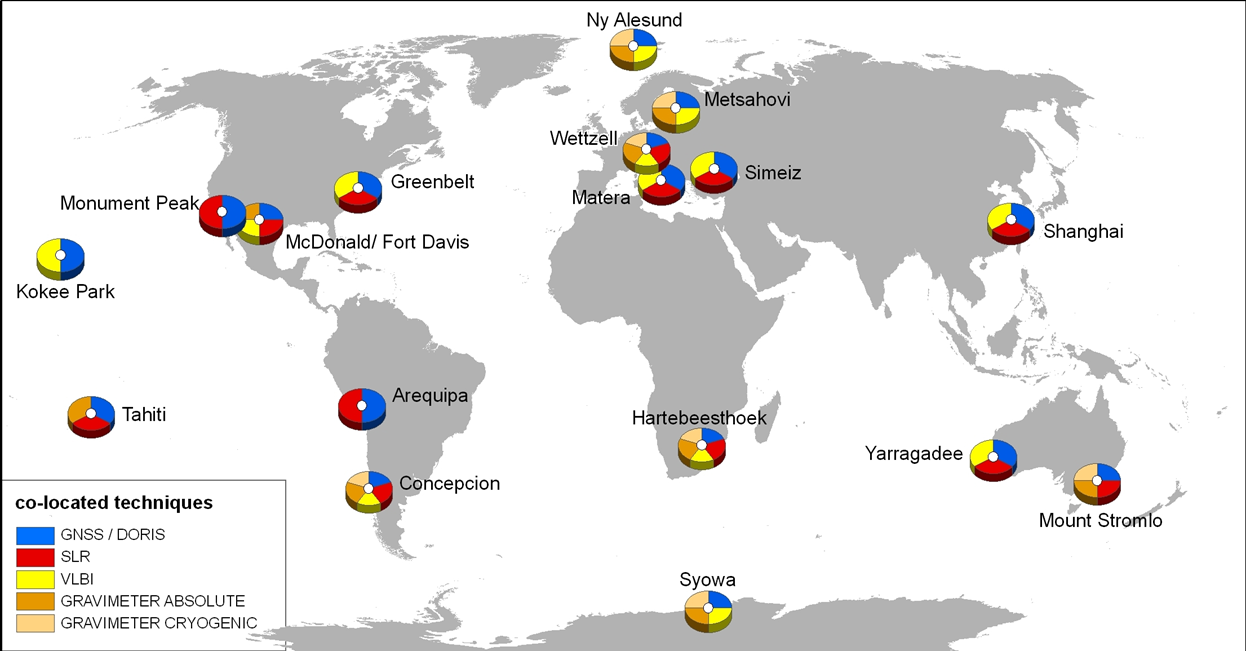 Ny Alesund
Metsahovi
Wettzell
Simeiz
Matera
Greenbelt
Monument Peak
McDonald/ Fort Davis
Shanghai
Kokee Park
Arequipa
Tahiti
Hartebeesthoek
Yarragadee
Concepcion
Mount Stromlo
co-located techniques
GNSS / DORIS
SLR
VLBI
GRAVIMETER ABSOLUTE
GRAVIMETER CRYOGENIC
Syowa